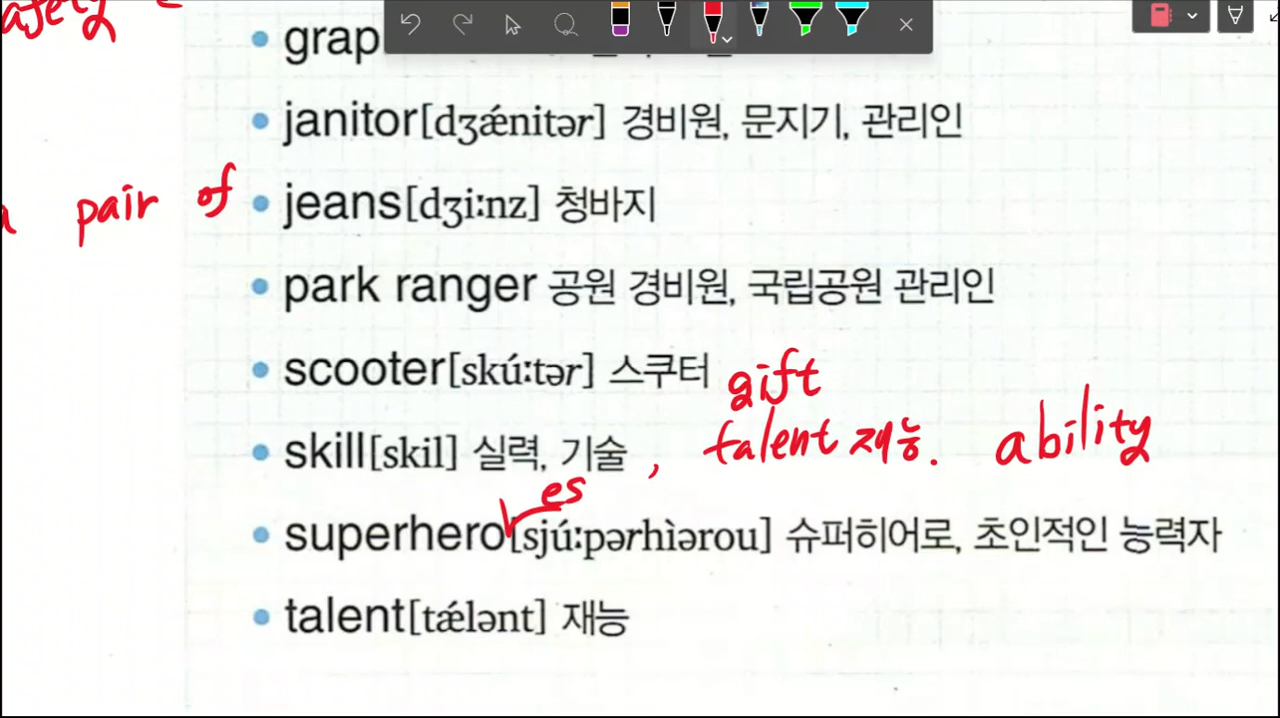 grap
janitor[dʒǽnitər] 경비원, 문지기, 관리인
a pair of
jeans[dʒiːnz] 청바지
park ranger 공원 경비원, 국립공원 관리인
scooter[skúːtər] 스쿠터
gift
skill[skil] 실력, 기술 , talent 재능. ability
es
superhero[sjúːpərhìərou] 슈퍼히어로, 초인적인 능력자
talent[tǽlənt] 재능